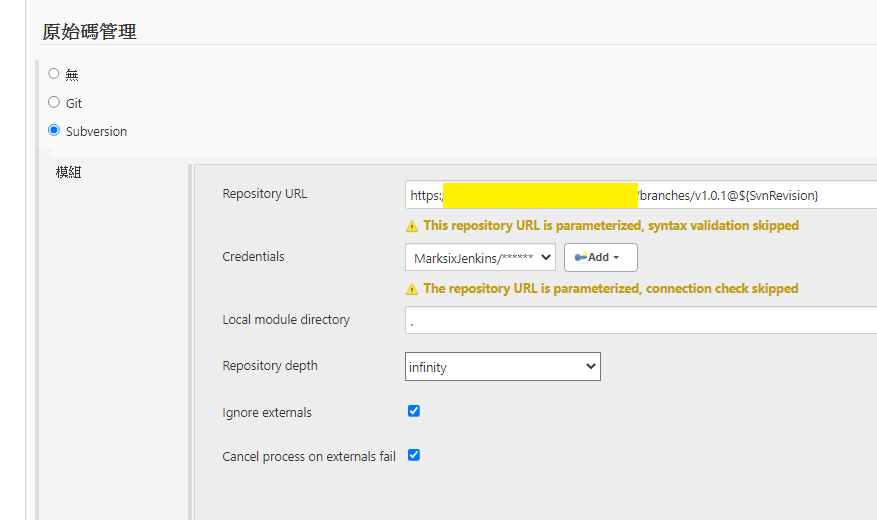 原始碼管理
無
Git
Subversion
模組
Repository URL
https:/
/branches/v1.0.1@${SvnRevision}
This repository URL is parameterized, syntax validation skipped
Credentials
MarksixJenkins/******
Add
The repository URL is parameterized, connection check skipped
Local module directory
.
Repository depth
infinity
Ignore externals
Cancel process on externals fail